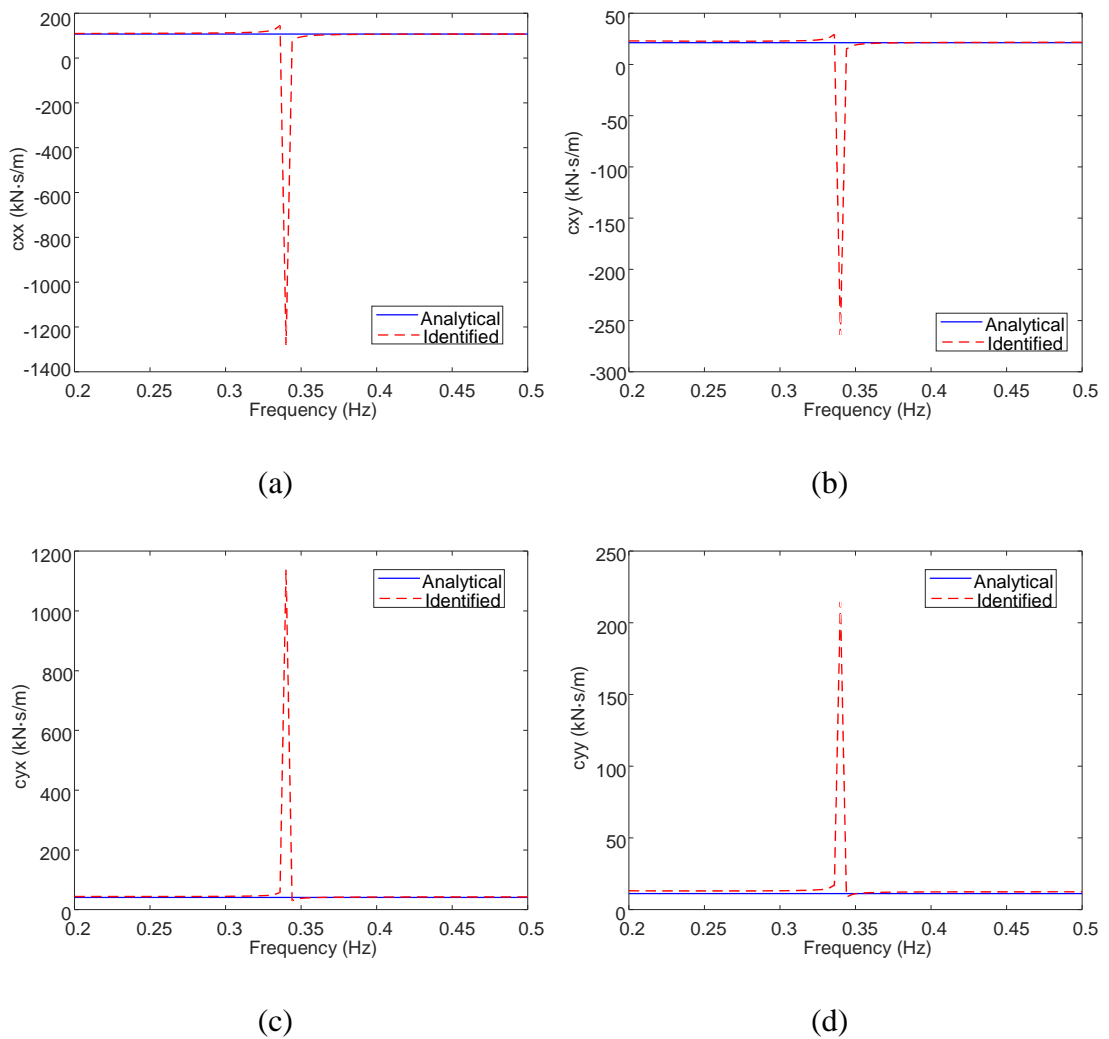 200
0
-200
-400
-600
-800
-1000
-1200
-1400
cxx (kN·s/m)
0.2 0.25 0.3 0.35 0.4 0.45 0.5
Frequency (Hz)
Analytical
Identified
(a)
50
0
-50
-100
-150
-200
-250
-300
cxy (kN·s/m)
0.2 0.25 0.3 0.35 0.4 0.45 0.5
Frequency (Hz)
Analytical
Identified
(b)
1200
1000
800
600
400
200
0
cyx (kN·s/m)
0.2 0.25 0.3 0.35 0.4 0.45 0.5
Frequency (Hz)
Analytical
Identified
(c)
250
200
150
100
50
0
cyy (kN·s/m)
0.2 0.25 0.3 0.35 0.4 0.45 0.5
Frequency (Hz)
Analytical
Identified
(d)